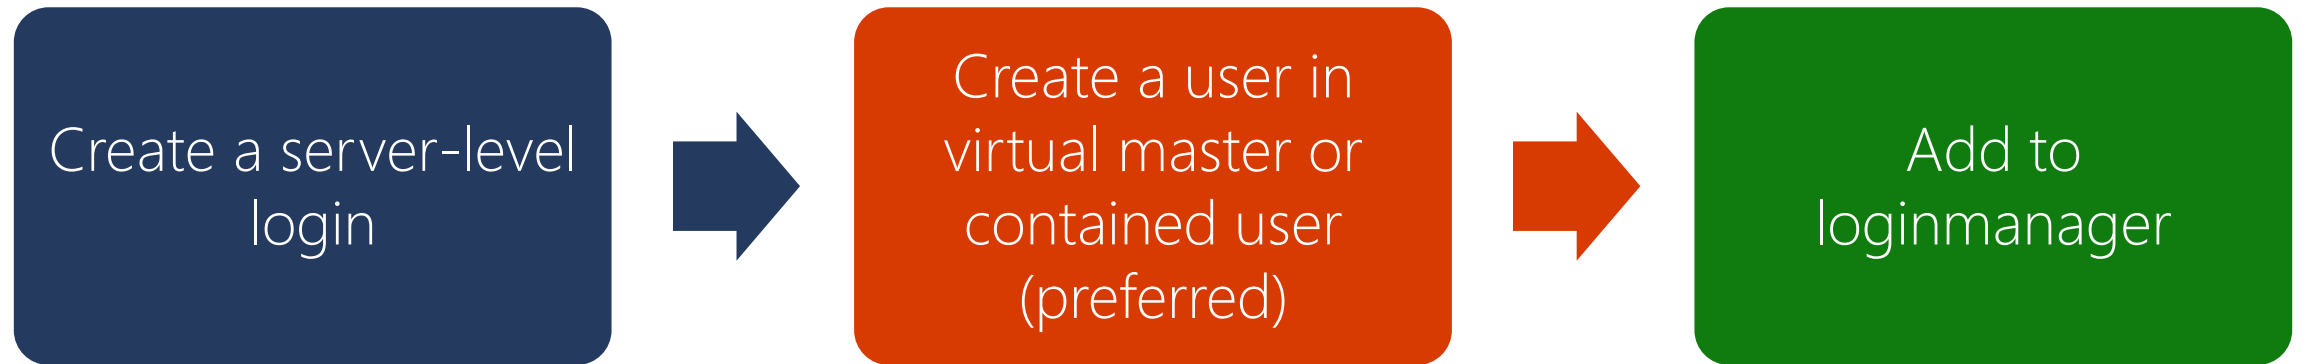 Create a server-level
login
Create a user in
virtual master or
contained user
(preferred)
Add to
loginmanager